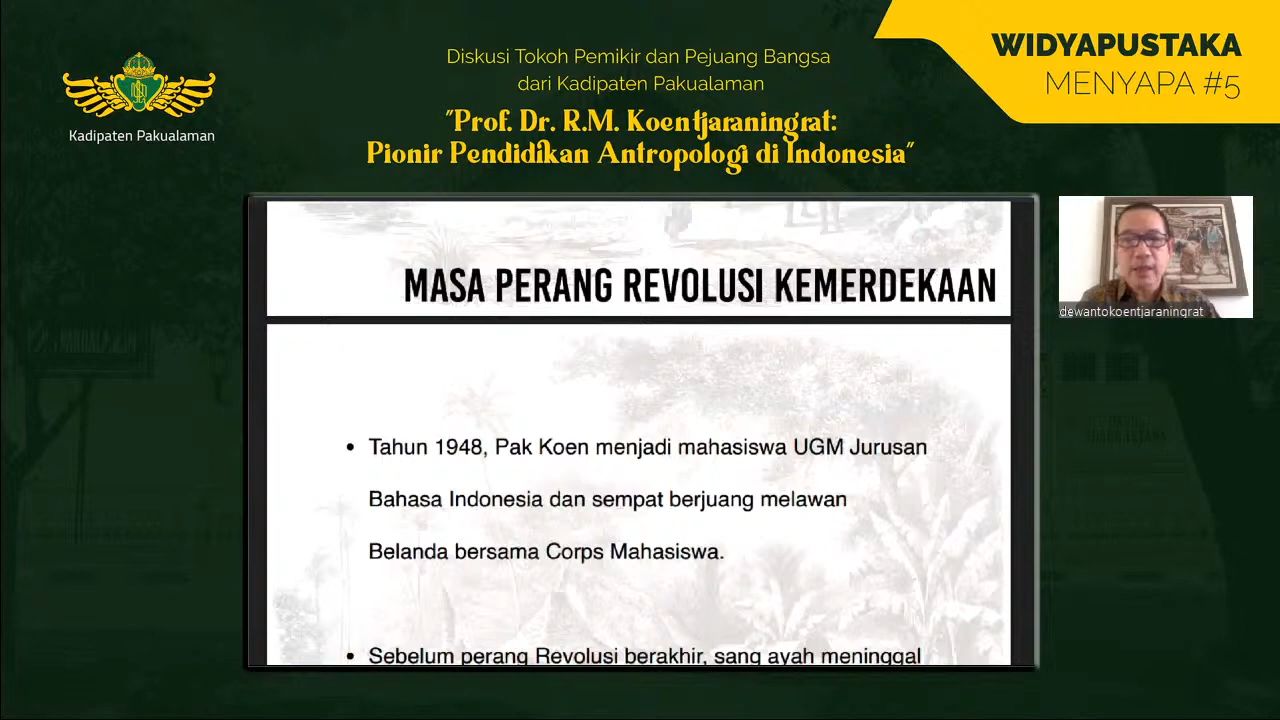 Kadipaten Pakualaman
Diskusi Tokoh Pemikir dan Pejuang Bangsa
dari Kadipaten Pakualaman
"Prof. Dr. R.M. Koentjaraningrat:
Pionir Pendidikan Antropologi di Indonesia"
WIDYAPUSTAKA
MENYAPA #5
MASA PERANG REVOLUSI KEMERDEKAAN
• Tahun 1948, Pak Koen menjadi mahasiswa UGM Jurusan
Bahasa Indonesia dan sempat berjuang melawan
Belanda bersama Corps Mahasiswa.
• Sebelum perang Revolusi berakhir, sang ayah meninggal
dewantokoentjaraningrat